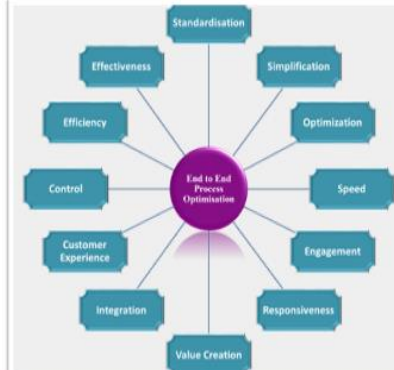 Standardisation
Effectiveness
Simplification
Efficiency
Optimization
End to End
Process
Optimisation
Control
Speed
Customer
Experience
Engagement
Integration
Responsiveness
Value Creation